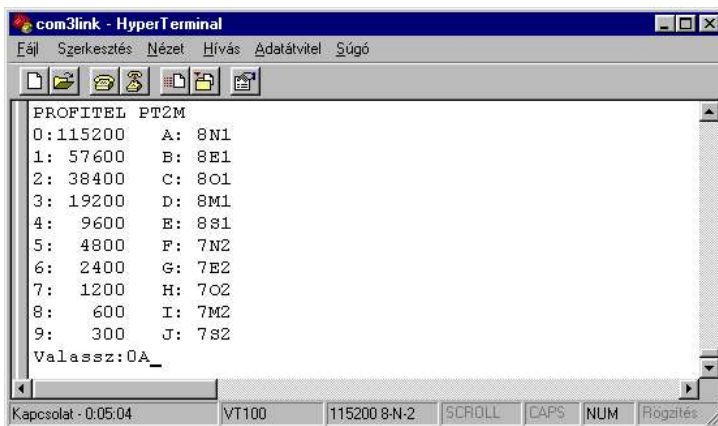 com3link - HyperTerminal
Fájl Szerkesztés Nézet Hívás Adatátvitel Súgó
PROFITEL PT2M
0:115200 A: 8N1
1: 57600 B: 8E1
2: 38400 C: 8O1
3: 19200 D: 8M1
4: 9600 E: 8S1
5: 4800 F: 7N2
6: 2400 G: 7E2
7: 1200 H: 7O2
8: 600 I: 7M2
9: 300 J: 7S2
Valassz:0A_
Kapcsolat - 0:05:04 VT100 115200 8-N-2 SCROLL CAPS NUM Rögzítés